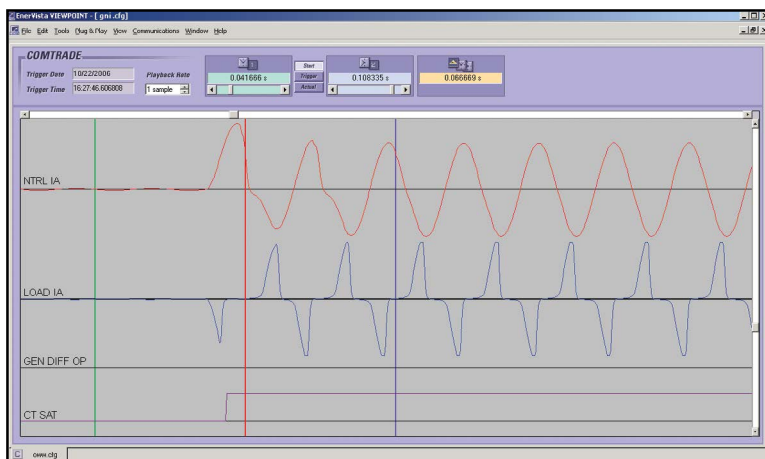 EnerVista VIEWPOINT - [ gni.cfg]
File Edit Tools Plug & Play View Communications Window Help
COMTRADE
Trigger Date 10/22/2006
Trigger Time 16:27:46.606808
Playback Rate
1 sample
0.041666 s
Start
Trigger
Actual
0.108335 s
0.066669 s
NTRL IA
LOAD IA
GEN DIFF OP
CT SAT